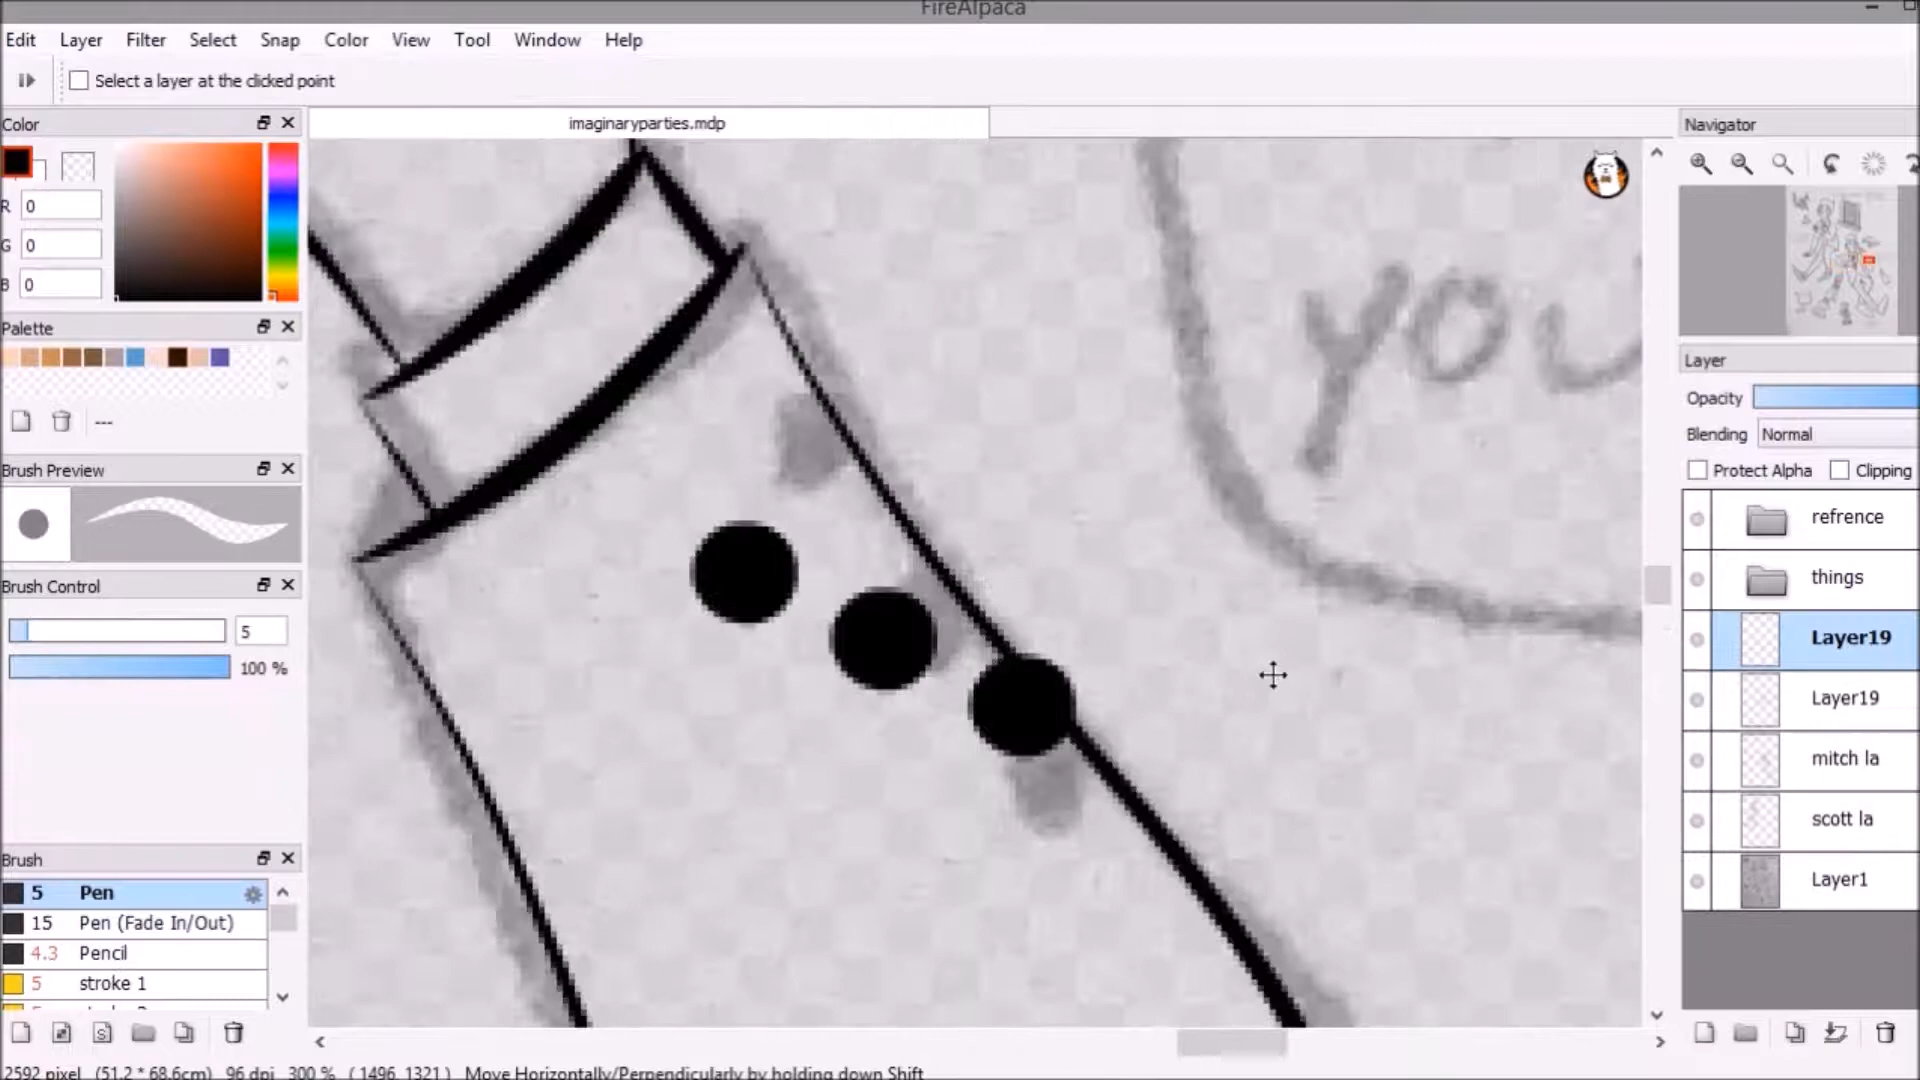 FireAlpaca
Edit Layer Filter Select Snap Color View Tool Window Help
Select a layer at the clicked point
Color
imaginaryparties.mdp
Navigator
R 0
G 0
B 0
Palette
---
Brush Preview
Brush Control
5
100 %
Brush
5 Pen
15 Pen (Fade In/Out)
4.3 Pencil
5 stroke 1
you
Layer
Opacity
Blending Normal
Protect Alpha Clipping
refrence
things
Layer19
Layer19
mitch la
scott la
Layer1
2592 pixel (51.2 * 68.6cm) 96 dpi 300 % ( 1496, 1321 ) Move Horizontally/Perpendicularly by holding down Shift